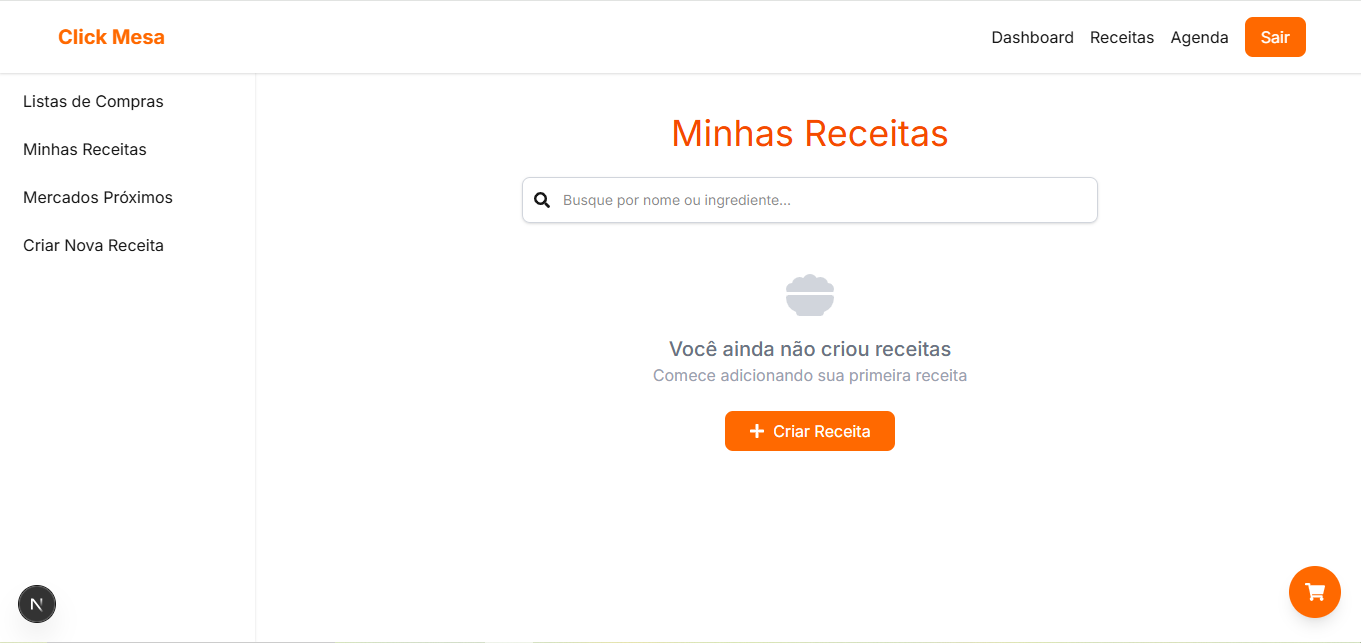 Click Mesa
Dashboard Receitas Agenda Sair
Listas de Compras
Minhas Receitas
Mercados Próximos
Criar Nova Receita
Minhas Receitas
Busque por nome ou ingrediente...
Você ainda não criou receitas
Comece adicionando sua primeira receita
Criar Receita
N